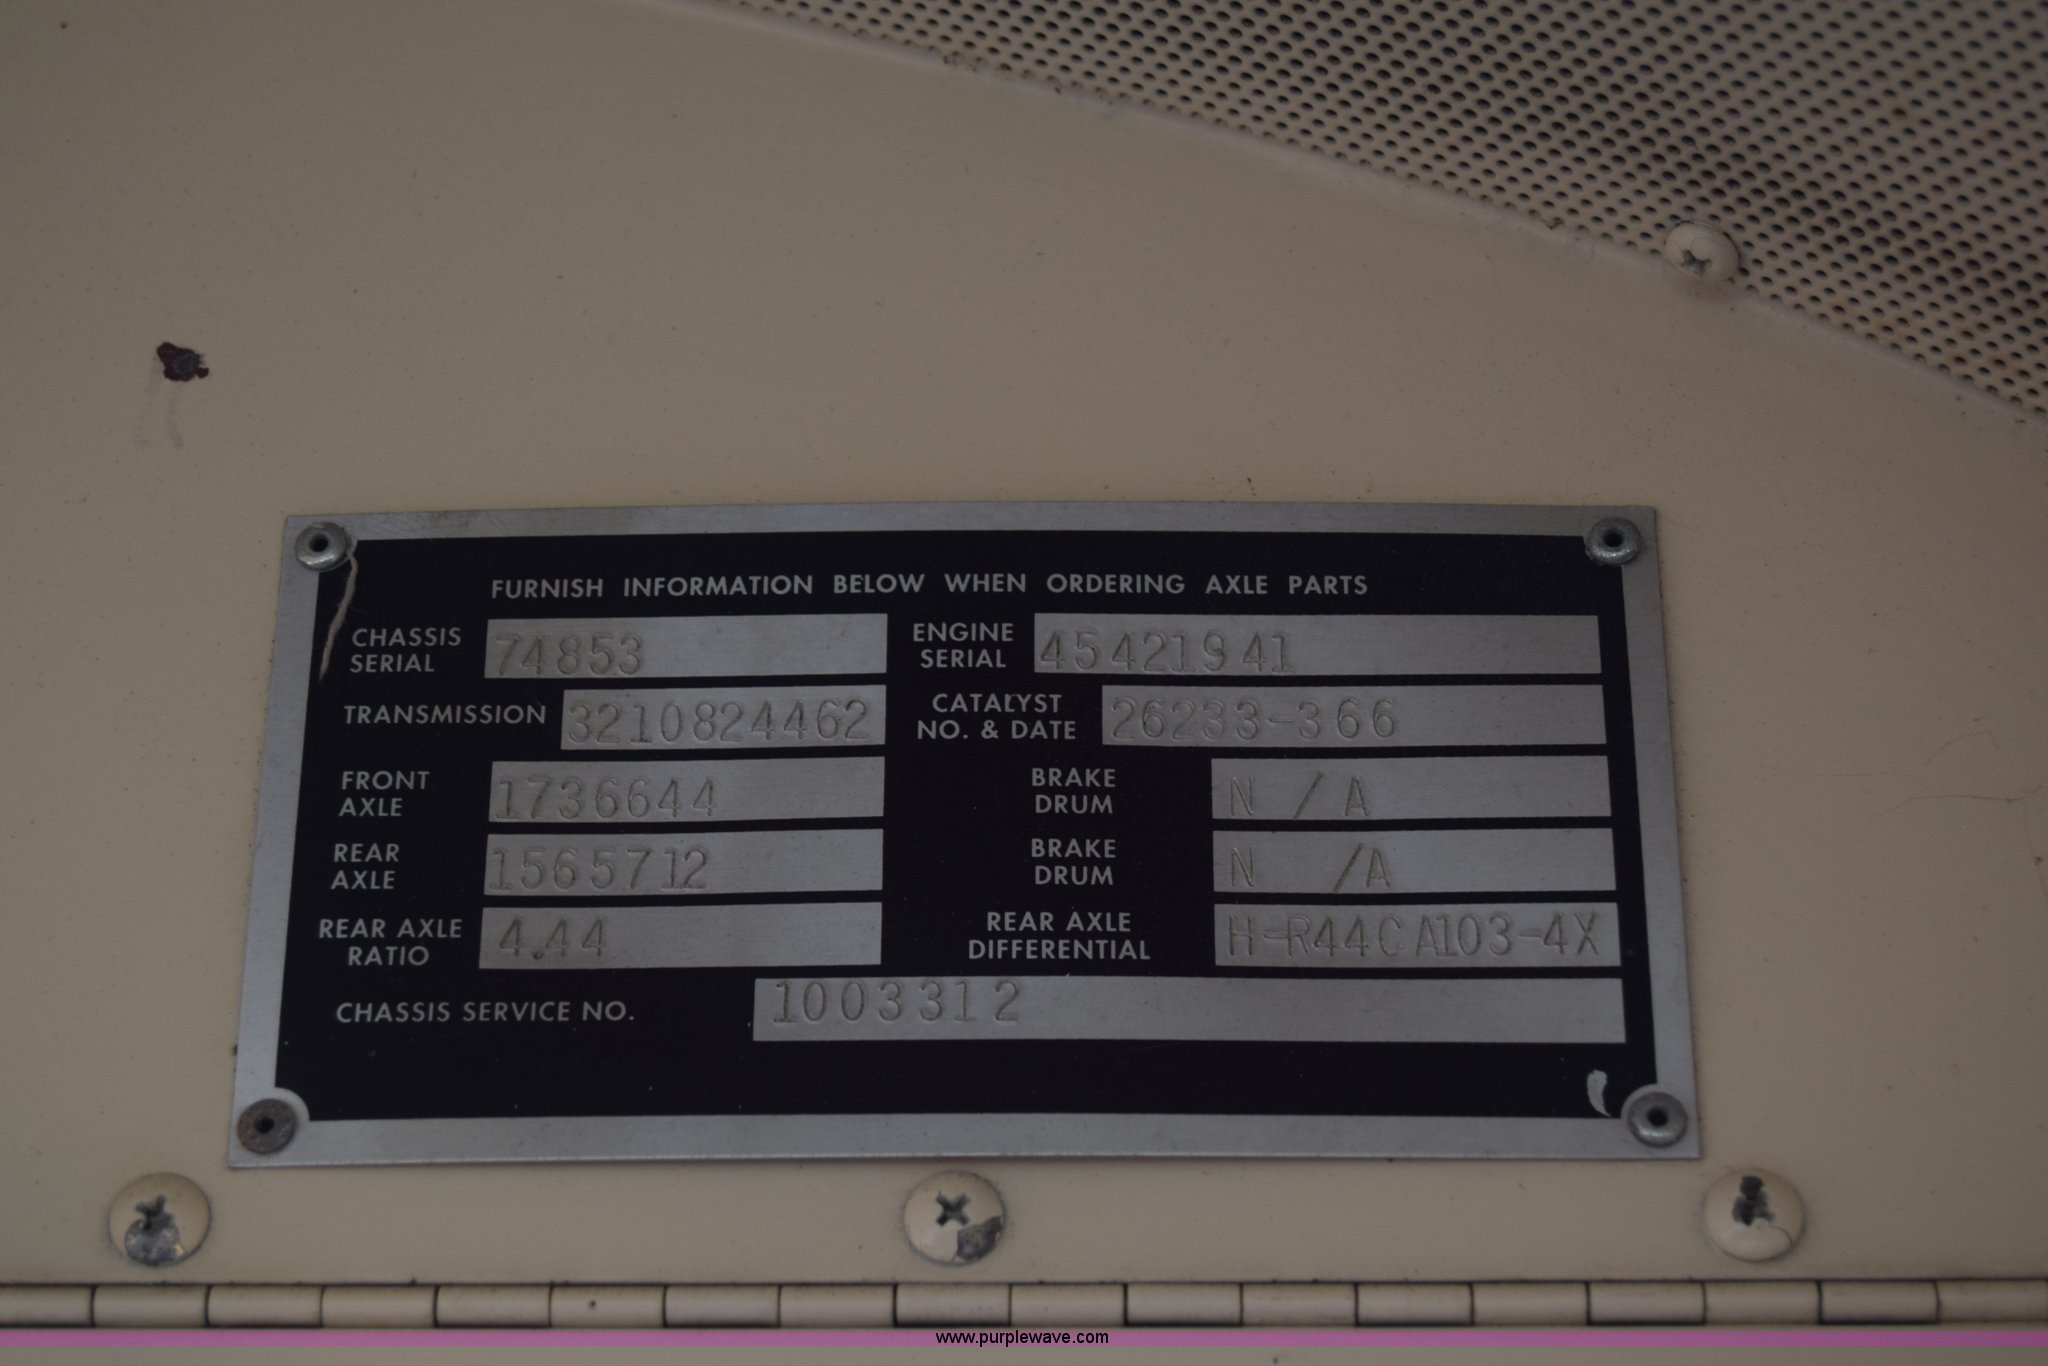 FURNISH INFORMATION BELOW WHEN ORDERING AXLE PARTS
CHASSIS SERIAL 74853 ENGINE SERIAL 45421941
TRANSMISSION 3210824462 CATALYST NO. & DATE 26233-366
FRONT AXLE 1736644 BRAKE DRUM N/A
REAR AXLE 1565712 BRAKE DRUM N/A
REAR AXLE RATIO 4.44 REAR AXLE DIFFERENTIAL H-R44CA103-4X
CHASSIS SERVICE NO. 1003312
www.purplewave.com